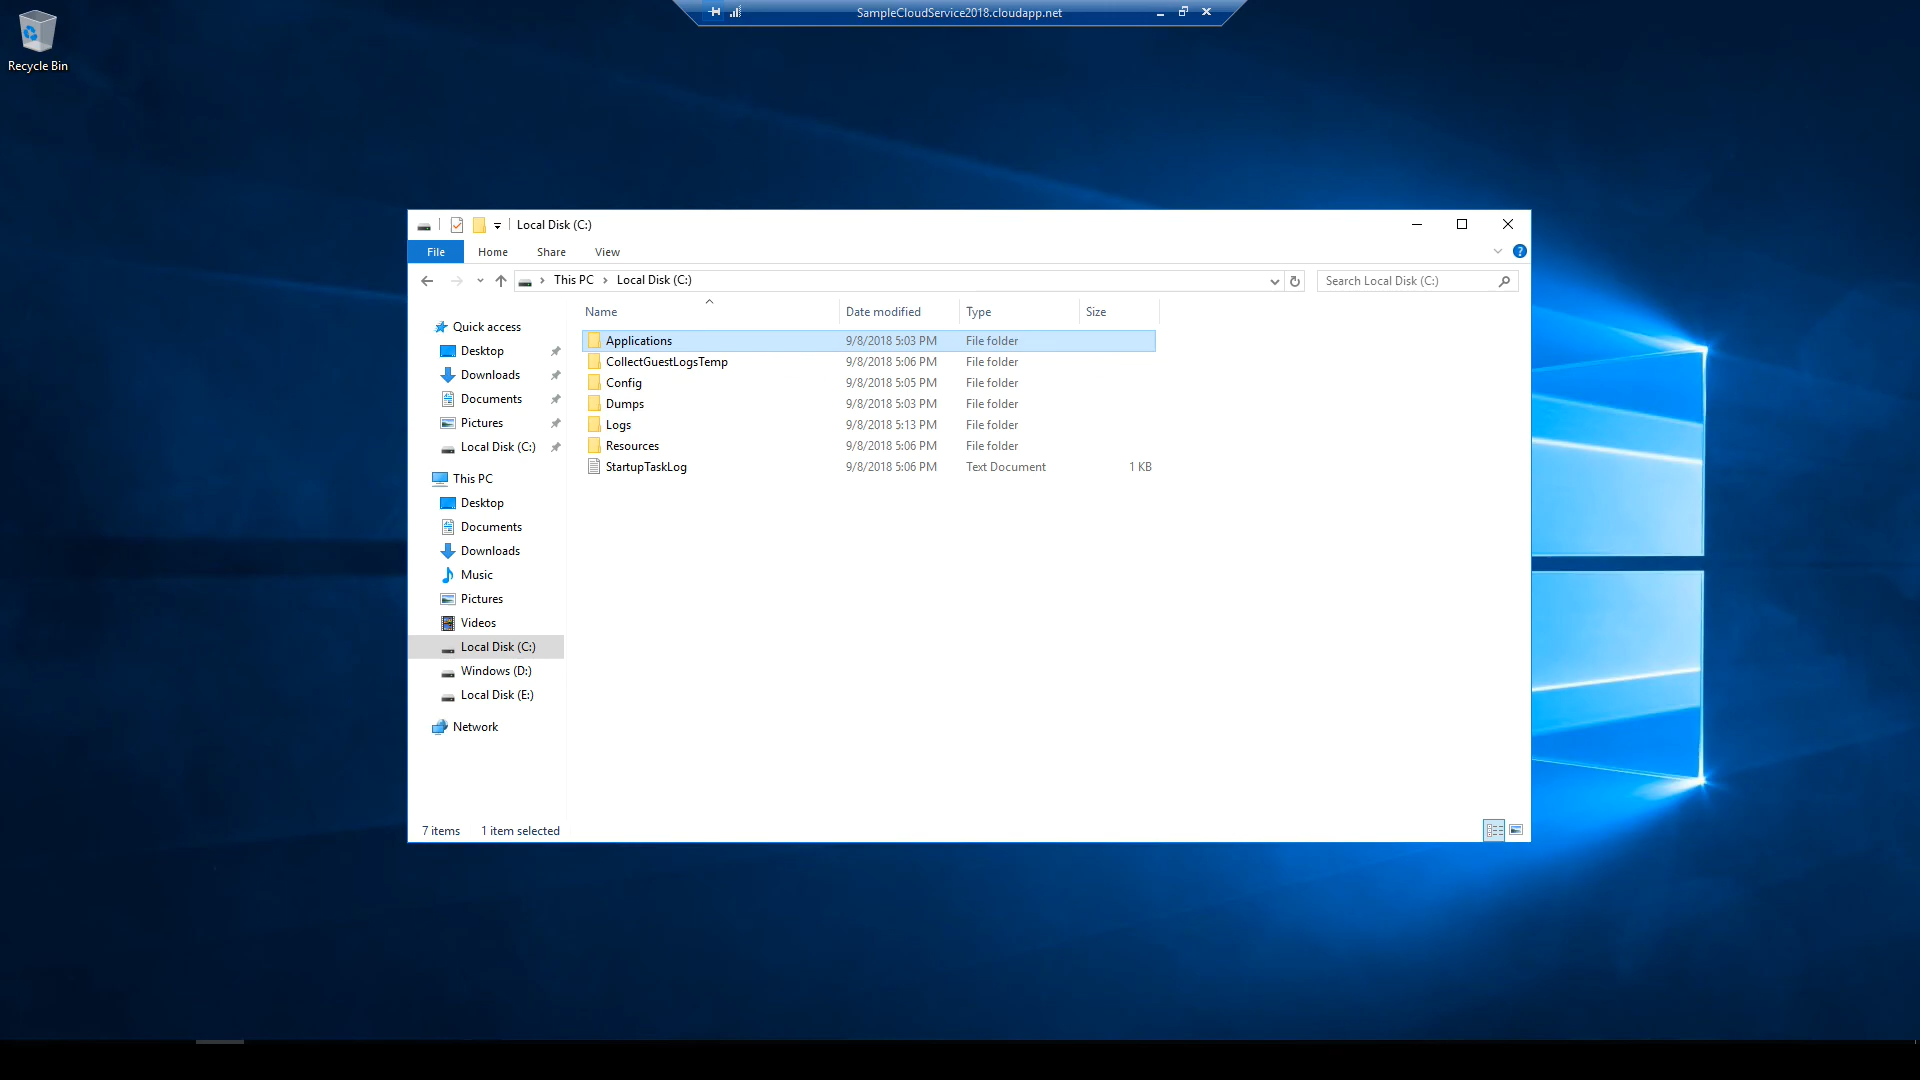 SampleCloudService2018.cloudapp.net
Recycle Bin
Local Disk (C:)
File Home Share View
This PC Local Disk (C:) Search Local Disk (C:)
Name Date modified Type Size
Quick access
Desktop
Downloads
Documents
Pictures
Local Disk (C:)
This PC
Desktop
Documents
Downloads
Music
Pictures
Videos
Local Disk (C:)
Windows (D:)
Local Disk (E:)
Network
Applications 9/8/2018 5:03 PM File folder
CollectGuestLogsTemp 9/8/2018 5:06 PM File folder
Config 9/8/2018 5:05 PM File folder
Dumps 9/8/2018 5:03 PM File folder
Logs 9/8/2018 5:13 PM File folder
Resources 9/8/2018 5:06 PM File folder
StartupTaskLog 9/8/2018 5:06 PM Text Document 1 KB
7 items 1 item selected